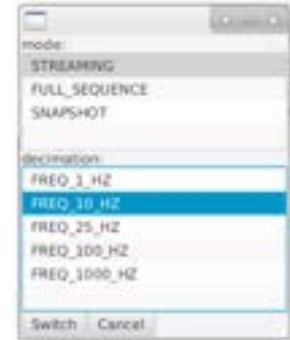 mode:
STREAMING
FULL_SEQUENCE
SNAPSHOT
decimation:
FREQ_1_HZ
FREQ_10_HZ
FREQ_25_HZ
FREQ_100_HZ
FREQ_1000_HZ
Switch Cancel